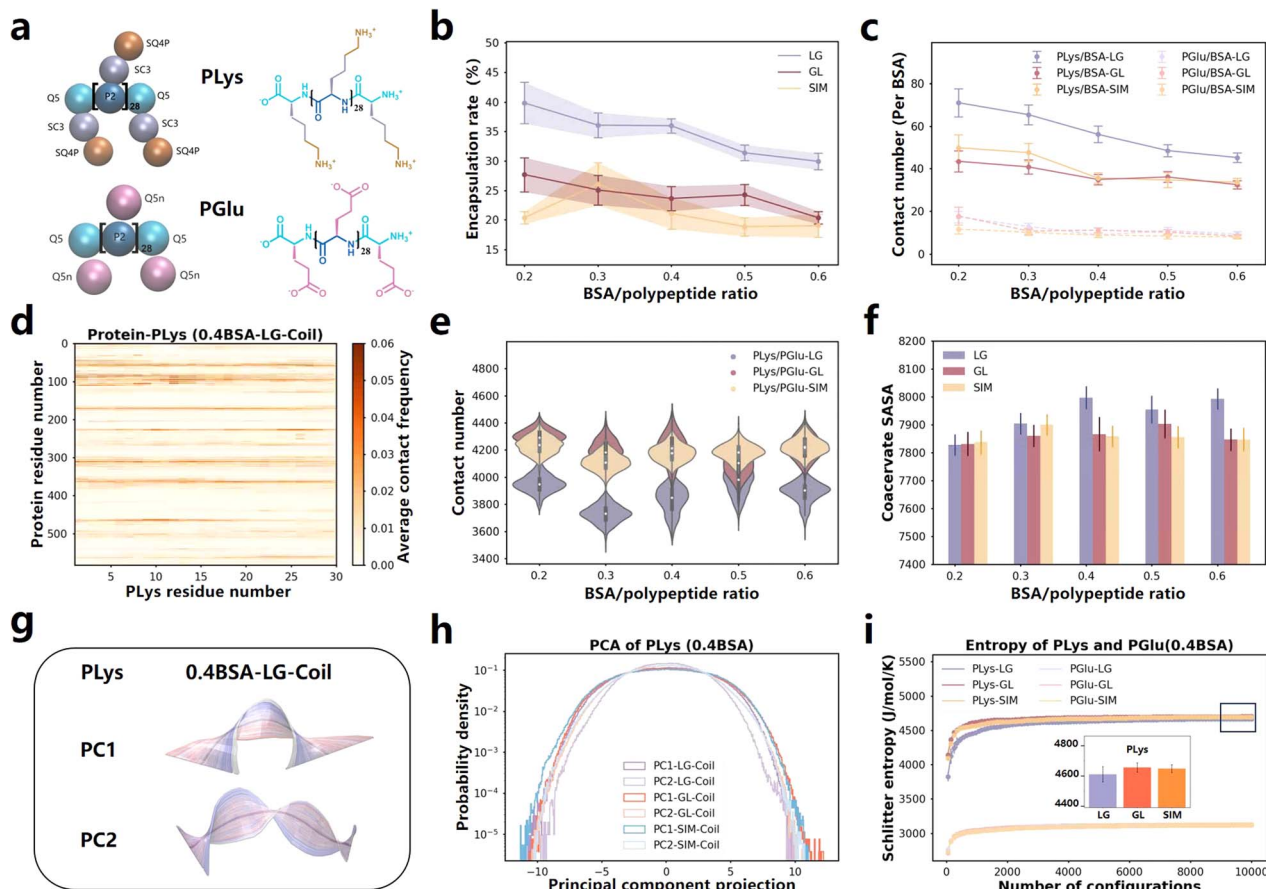 a
SQ4P
SC3
Q5
[P2]28
Q5
SC3
SC3
SQ4P
SQ4P
PLys
NH3+
O-
O
H
N
O
N
H
28
O
H
N
NH3+
NH3+
NH3+
Q5n
Q5
[P2]28
Q5
Q5n
Q5n
PGlu
O-
O
O-
O
H
N
O
N
H
28
O
H
N
NH3+
O
O-
O
O-
b
Encapsulation rate (%)
50
45
40
35
30
25
20
15
LG
GL
SIM
0.2 0.3 0.4 0.5 0.6
BSA/polypeptide ratio
c
Contact number (Per BSA)
80
60
40
20
0
PLys/BSA-LG
PLys/BSA-GL
PLys/BSA-SIM
PGlu/BSA-LG
PGlu/BSA-GL
PGlu/BSA-SIM
0.2 0.3 0.4 0.5 0.6
BSA/polypeptide ratio
d
Protein-PLys (0.4BSA-LG-Coil)
Protein residue number
0
100
200
300
400
500
5 10 15 20 25 30
PLys residue number
0.06
0.05
0.04
0.03
0.02
0.01
0.00
Average contact frequency
e
Contact number
4800
4600
4400
4200
4000
3800
3600
3400
PLys/PGlu-LG
PLys/PGlu-GL
PLys/PGlu-SIM
0.2 0.3 0.4 0.5 0.6
BSA/polypeptide ratio
f
Coacervate SASA
8200
8100
8000
7900
7800
7700
7600
7500
7400
LG
GL
SIM
0.2 0.3 0.4 0.5 0.6
BSA/polypeptide ratio
g
PLys 0.4BSA-LG-Coil
PC1
PC2
h
PCA of PLys (0.4BSA)
Probability density
10⁻¹
10⁻²
10⁻³
10⁻⁴
10⁻⁵
PC1-LG-Coil
PC2-LG-Coil
PC1-GL-Coil
PC2-GL-Coil
PC1-SIM-Coil
PC2-SIM-Coil
−10 −5 0 5 10
Principal component projection
i
Entropy of PLys and PGlu(0.4BSA)
Schlitter entropy (J/mol/K)
5500
5000
4500
4000
3500
3000
PLys-LG
PLys-GL
PLys-SIM
PGlu-LG
PGlu-GL
PGlu-SIM
PLys
4800
4600
4400
LG GL SIM
0 2000 4000 6000 8000 10000
Number of configurations